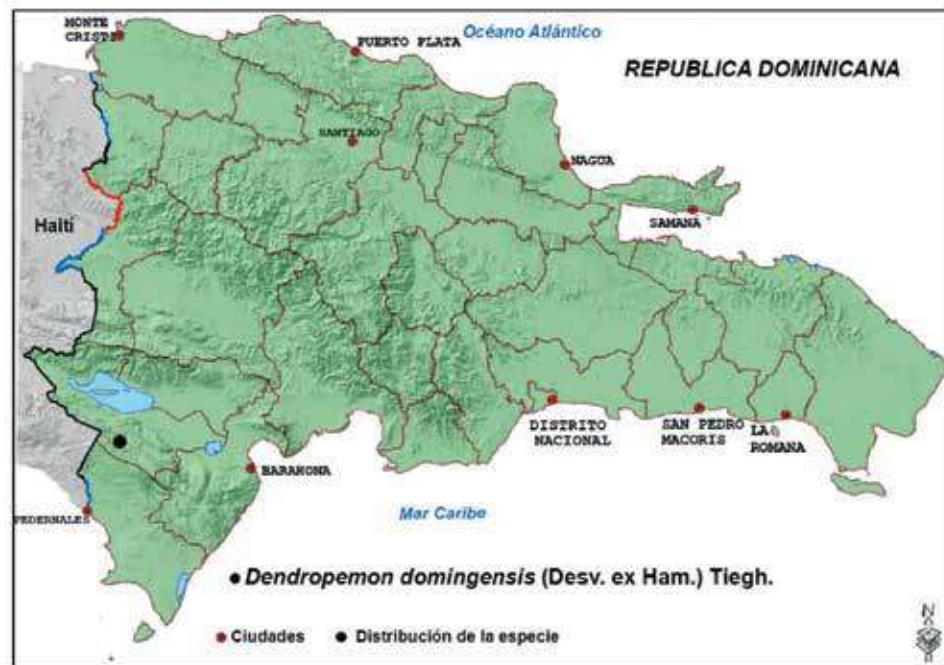 MONTE
CRISTI
Océano Atlántico
PUERTO PLATA
REPUBLICA DOMINICANA
SANTIAGO
NAGUA
Haití
SAMANA
DISTRITO
NACIONAL
SAN PEDRO
MACORIS
LA
ROMANA
BARAHONA
PEDERNALES
Mar Caribe
• Dendropemon domingensis (Desv. ex Ham.) Tiegh.
Ciudades
Distribución de la especie
N